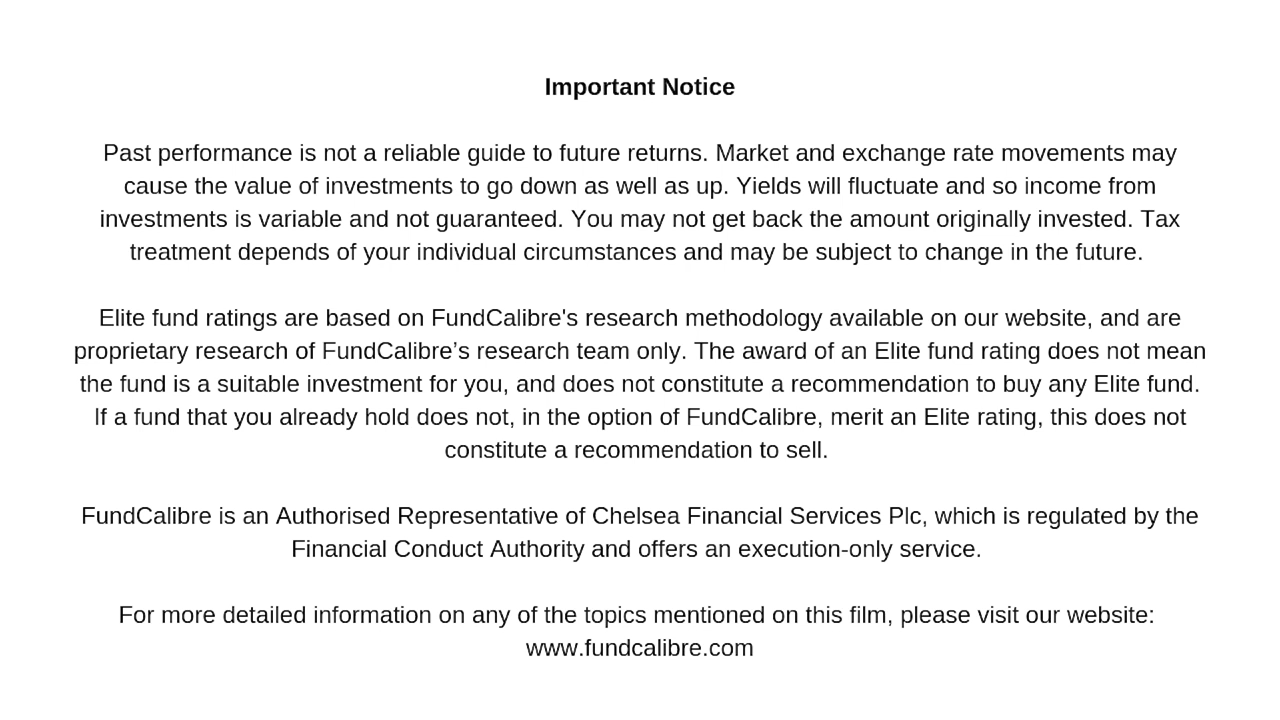 Important Notice
Past performance is not a reliable guide to future returns. Market and exchange rate movements may
cause the value of investments to go down as well as up. Yields will fluctuate and so income from
investments is variable and not guaranteed. You may not get back the amount originally invested. Tax
treatment depends of your individual circumstances and may be subject to change in the future.
Elite fund ratings are based on FundCalibre's research methodology available on our website, and are
proprietary research of FundCalibre’s research team only. The award of an Elite fund rating does not mean
the fund is a suitable investment for you, and does not constitute a recommendation to buy any Elite fund.
If a fund that you already hold does not, in the option of FundCalibre, merit an Elite rating, this does not
constitute a recommendation to sell.
FundCalibre is an Authorised Representative of Chelsea Financial Services Plc, which is regulated by the
Financial Conduct Authority and offers an execution-only service.
For more detailed information on any of the topics mentioned on this film, please visit our website:
www.fundcalibre.com